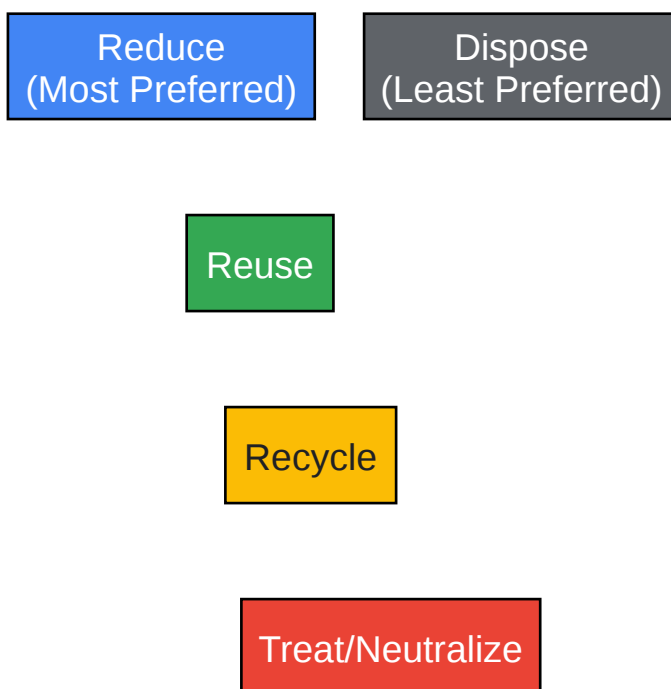 Reduce
(Most Preferred)
Dispose
(Least Preferred)
Reuse
Recycle
Treat/Neutralize